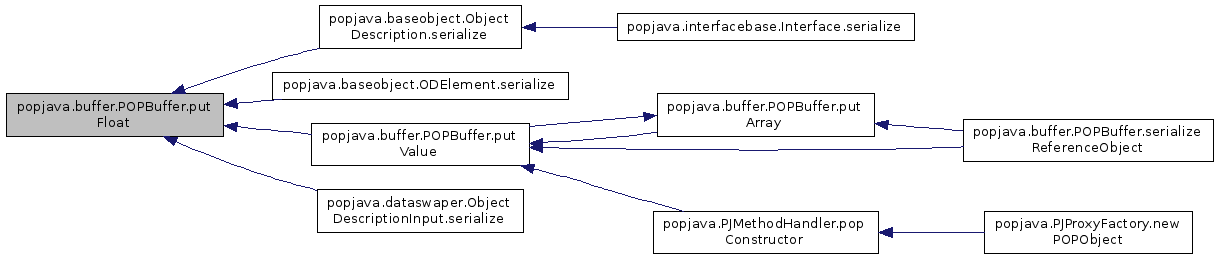 popjava.buffer.POPBuffer.put
Float
popjava.baseobject.Object
Description.serialize
popjava.interfacebase.Interface.serialize
popjava.baseobject.ODElement.serialize
popjava.buffer.POPBuffer.put
Value
popjava.buffer.POPBuffer.put
Array
popjava.buffer.POPBuffer.serialize
ReferenceObject
popjava.dataswaper.Object
DescriptionInput.serialize
popjava.PJMethodHandler.pop
Constructor
popjava.PJProxyFactory.new
POPObject